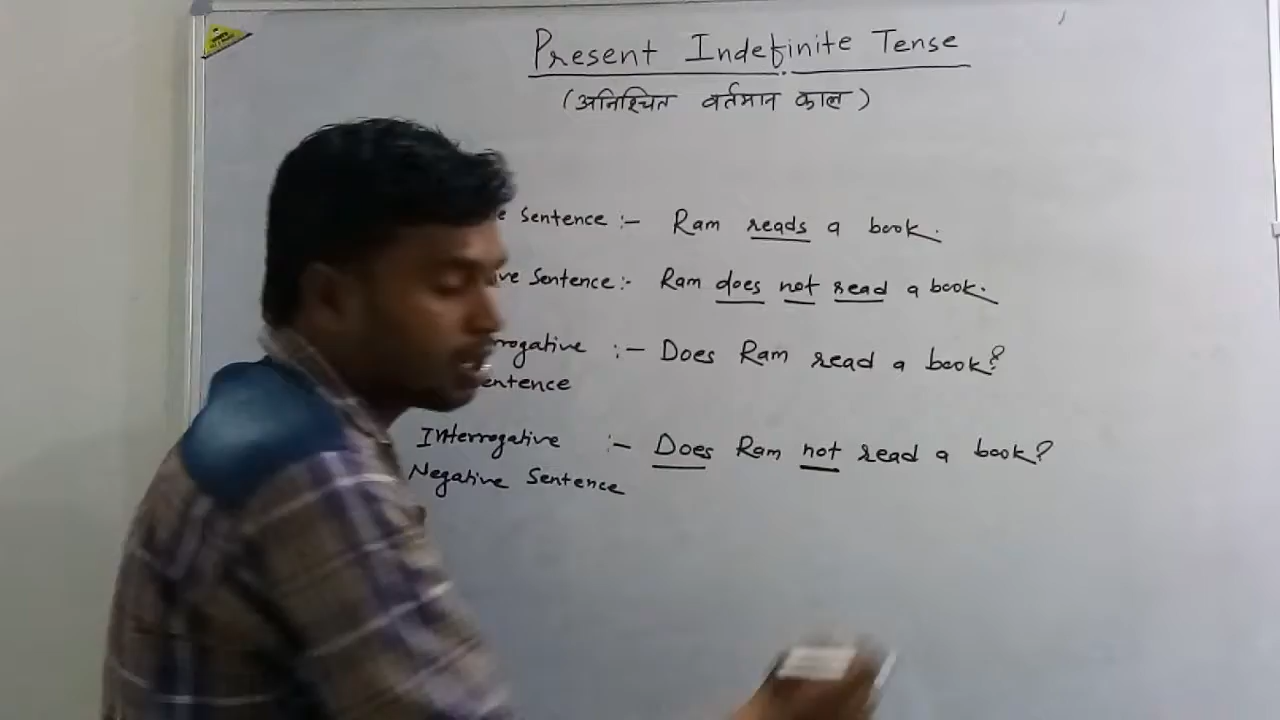 Present Indefinite Tense
(अनिश्चित वर्तमान काल)
Sentence :- Ram reads a book.
Sentence :- Ram does not read a book.
:- Does Ram read a book?
Interrogative :- Does Ram not read a book?
Negative Sentence